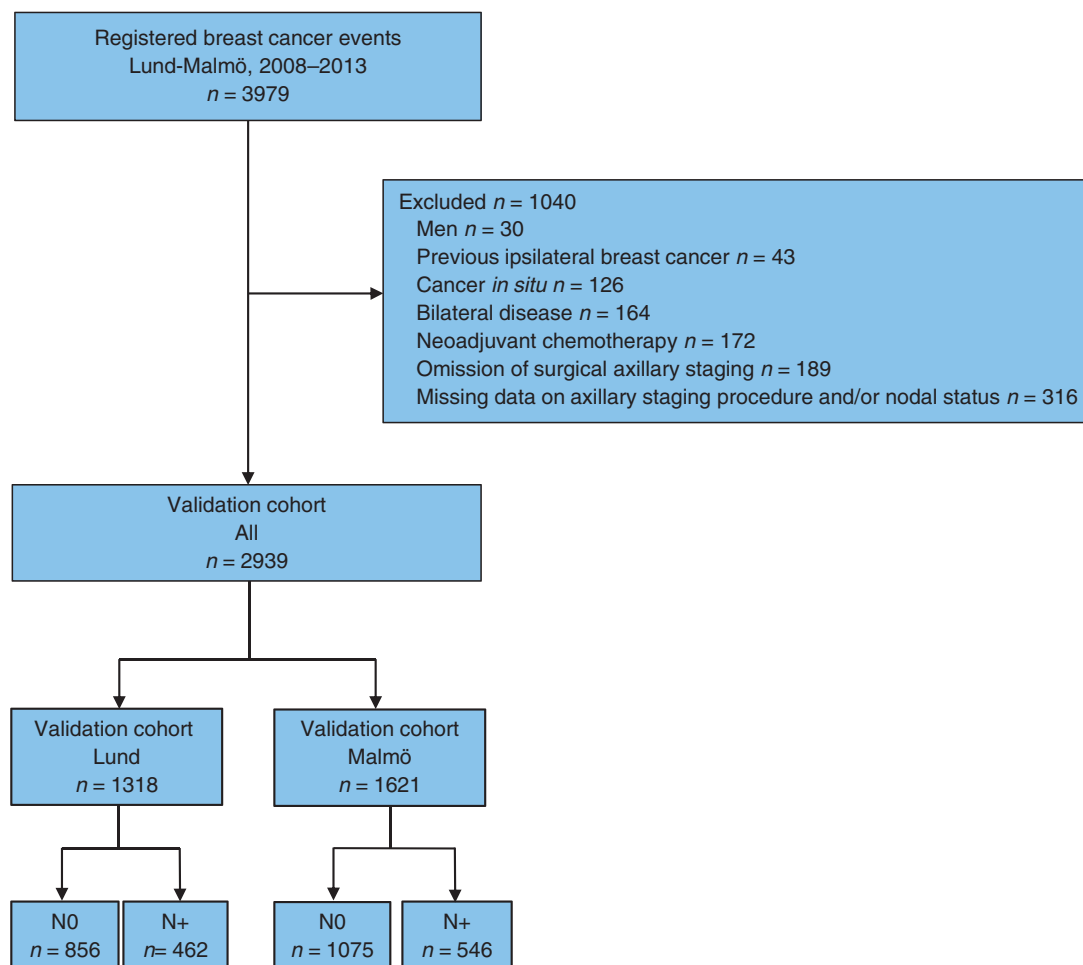 Registered breast cancer events
Lund-Malmö, 2008–2013
n = 3979
Excluded n = 1040
Men n = 30
Previous ipsilateral breast cancer n = 43
Cancer in situ n = 126
Bilateral disease n = 164
Neoadjuvant chemotherapy n = 172
Omission of surgical axillary staging n = 189
Missing data on axillary staging procedure and/or nodal status n = 316
Validation cohort
All
n = 2939
Validation cohort
Lund
n = 1318
Validation cohort
Malmö
n = 1621
N0
n = 856
N+
n= 462
N0
n = 1075
N+
n = 546